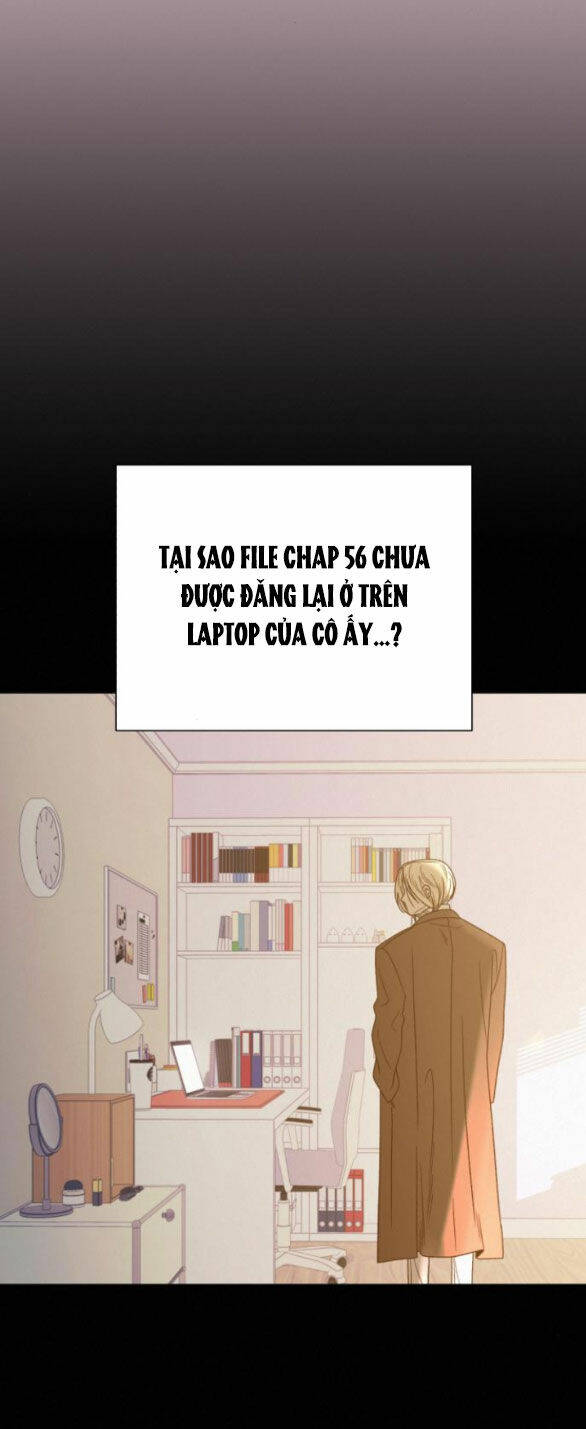 TẠI SAO FILE CHAP 56 CHƯA
ĐƯỢC ĐĂNG LẠI Ở TRÊN
LAPTOP CỦA CÔ ẤY...?